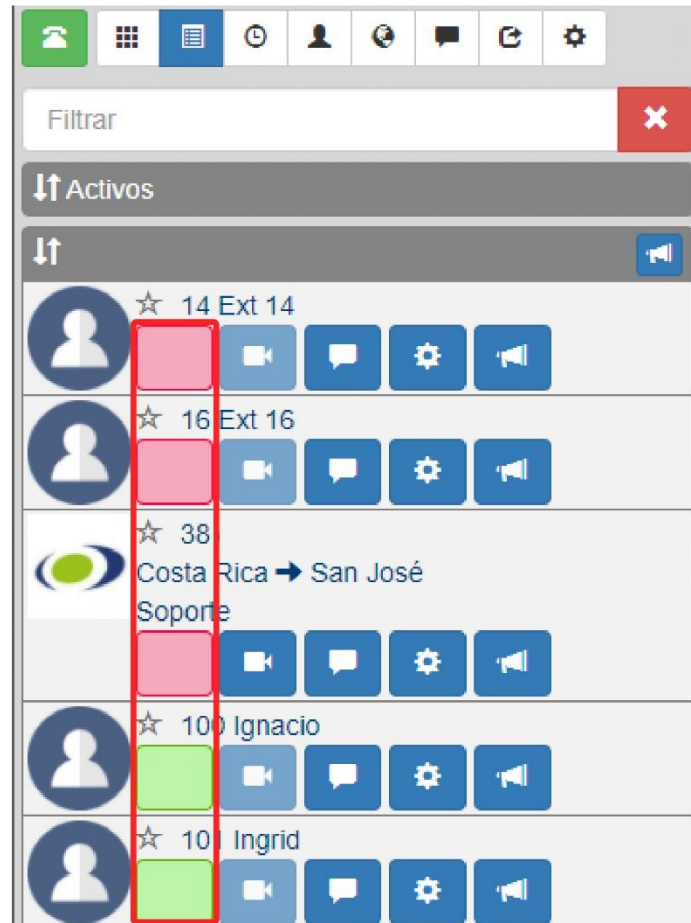 Filtrar
Activos
14 Ext 14
16 Ext 16
38
Costa Rica → San José
Soporte
100 Ignacio
101 Ingrid